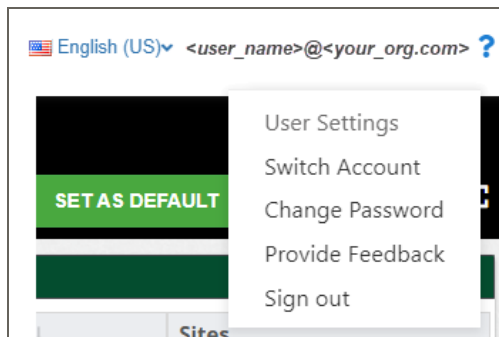 English (US) <user_name>@<your_org.com> ?
User Settings
Switch Account
SET AS DEFAULT
Change Password
Provide Feedback
Sign out
Sites